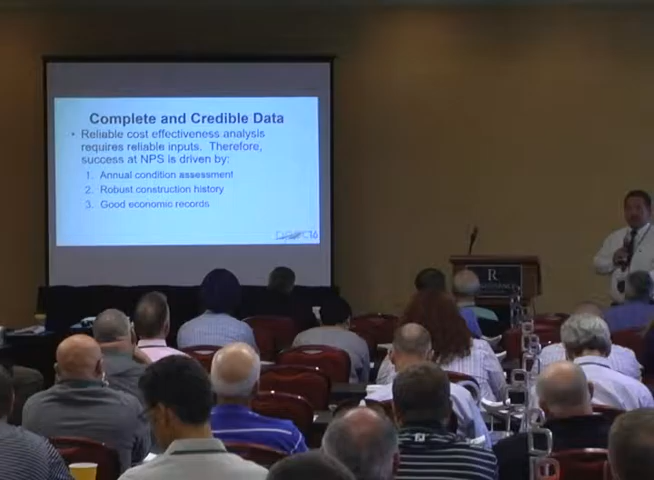 Complete and Credible Data
• Reliable cost effectiveness analysis
requires reliable inputs. Therefore,
success at NPS is driven by:
1. Annual condition assessment
2. Robust construction history
3. Good economic records
R